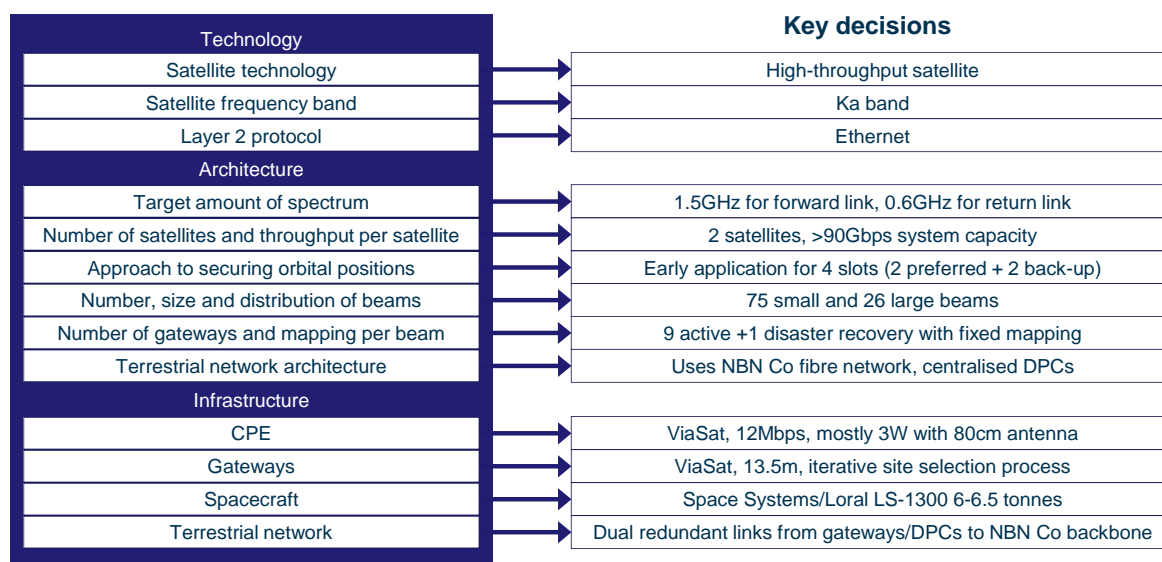 Key decisions
Technology
Satellite technology
High-throughput satellite
Satellite frequency band
Ka band
Layer 2 protocol
Ethernet
Architecture
Target amount of spectrum
1.5GHz for forward link, 0.6GHz for return link
Number of satellites and throughput per satellite
2 satellites, >90Gbps system capacity
Approach to securing orbital positions
Early application for 4 slots (2 preferred + 2 back-up)
Number, size and distribution of beams
75 small and 26 large beams
Number of gateways and mapping per beam
9 active +1 disaster recovery with fixed mapping
Terrestrial network architecture
Uses NBN Co fibre network, centralised DPCs
Infrastructure
CPE
ViaSat, 12Mbps, mostly 3W with 80cm antenna
Gateways
ViaSat, 13.5m, iterative site selection process
Spacecraft
Space Systems/Loral LS-1300 6-6.5 tonnes
Terrestrial network
Dual redundant links from gateways/DPCs to NBN Co backbone